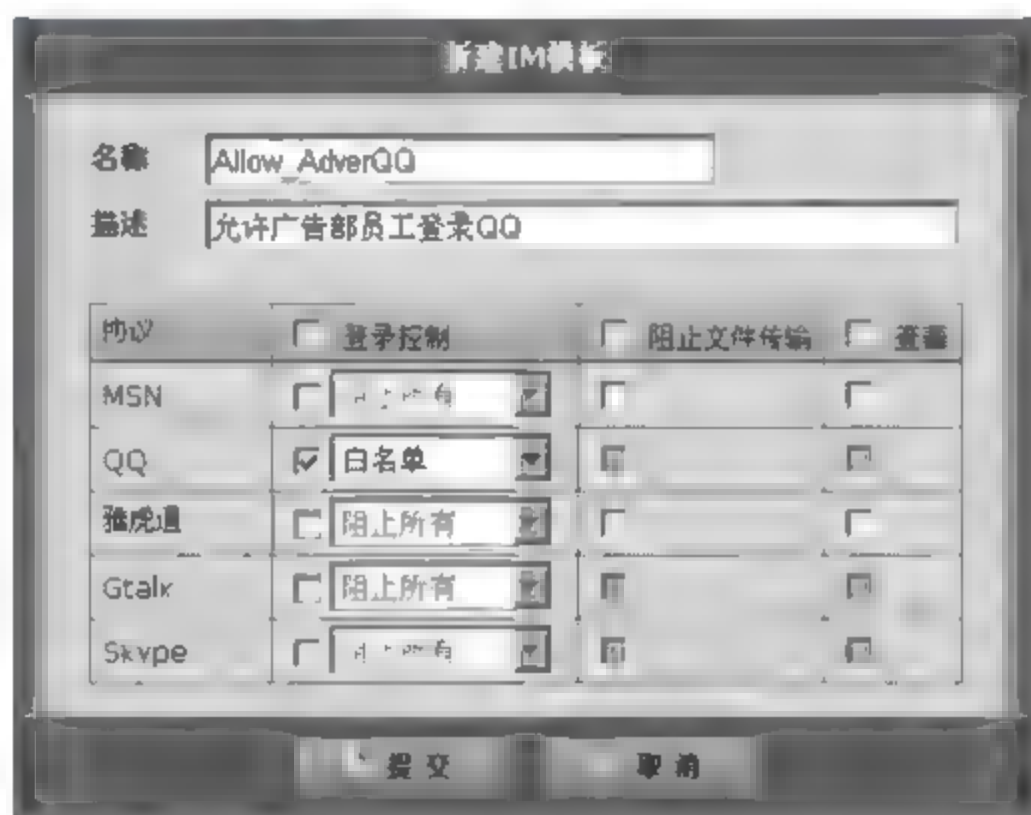 新建IM模板
名称 Allow_AdverQQ
描述 允许广告部员工登录QQ
协议 登录控制 阻止文件传输 查毒
MSN
QQ 白名单
雅虎通 阻止所有
Gtalk 阻止所有
Skype
提交 取消